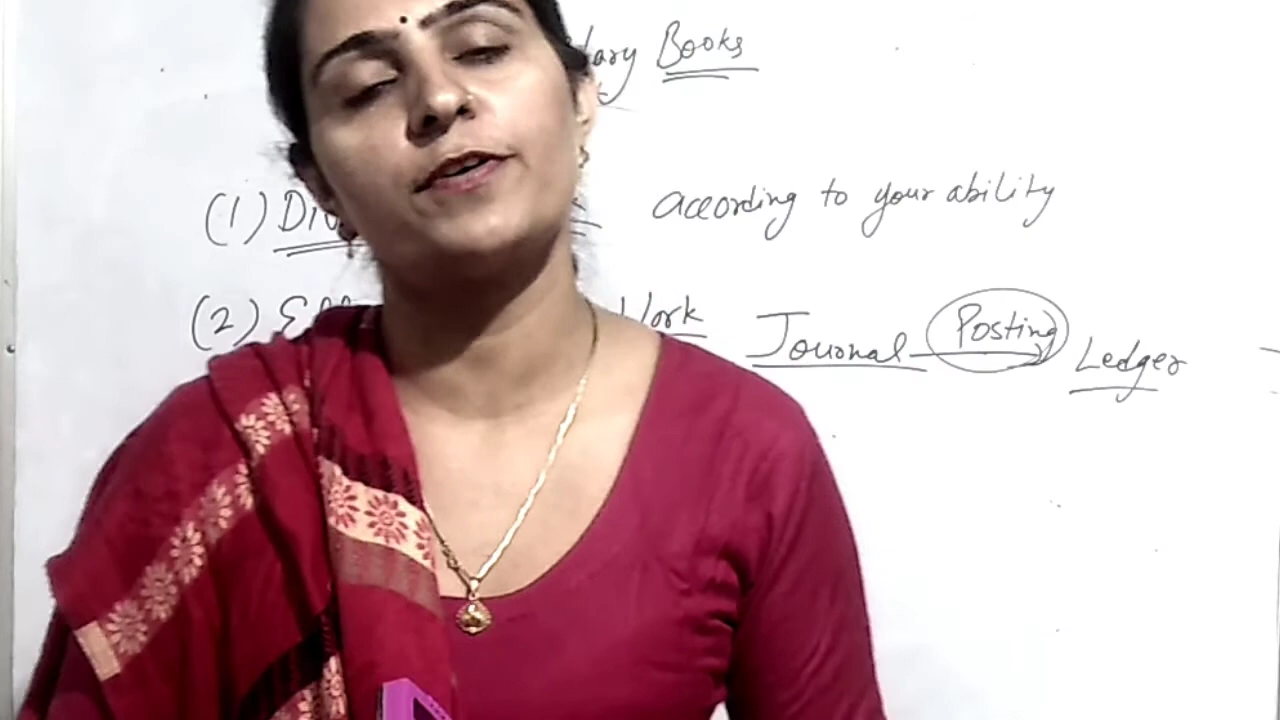 Books
(1) according to your ability
(2) Work Journal Posting Ledger